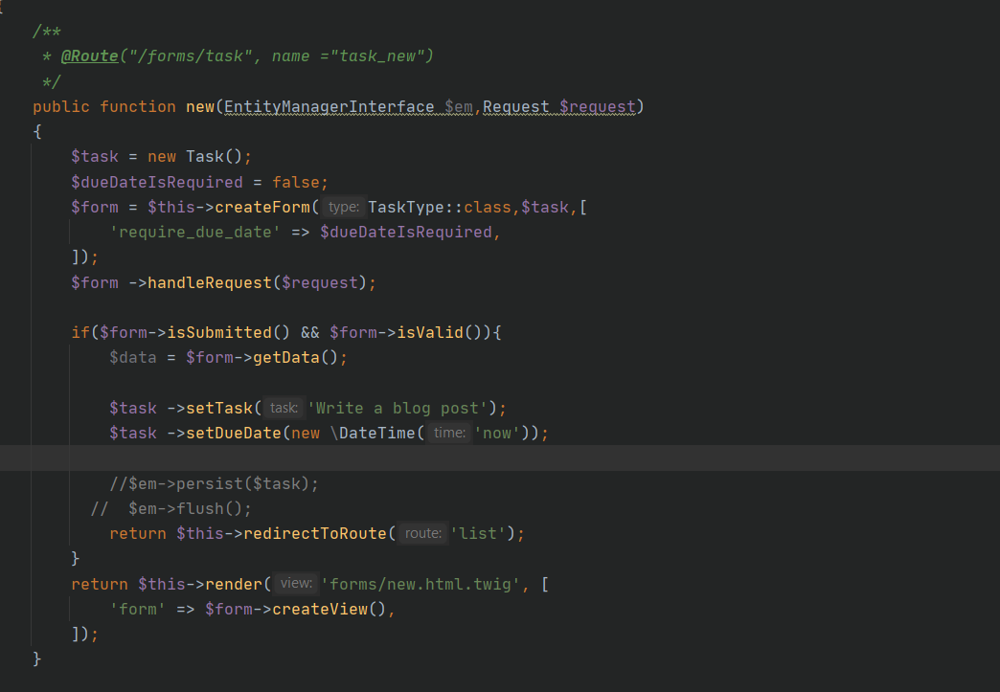 {
/**
* @Route("/forms/task", name ="task_new")
*/
public function new(EntityManagerInterface $em,Request $request)
{
$task = new Task();
$dueDateIsRequired = false;
$form = $this->createForm( type: TaskType::class,$task,[
'require_due_date' => $dueDateIsRequired,
]);
$form ->handleRequest($request);
if($form->isSubmitted() && $form->isValid()){
$data = $form->getData();
$task ->setTask( task: 'Write a blog post');
$task ->setDueDate(new \DateTime( time: 'now'));
//$em->persist($task);
//  $em->flush();
return $this->redirectToRoute( route: 'list');
}
return $this->render( view: 'forms/new.html.twig', [
'form' => $form->createView(),
]);
}